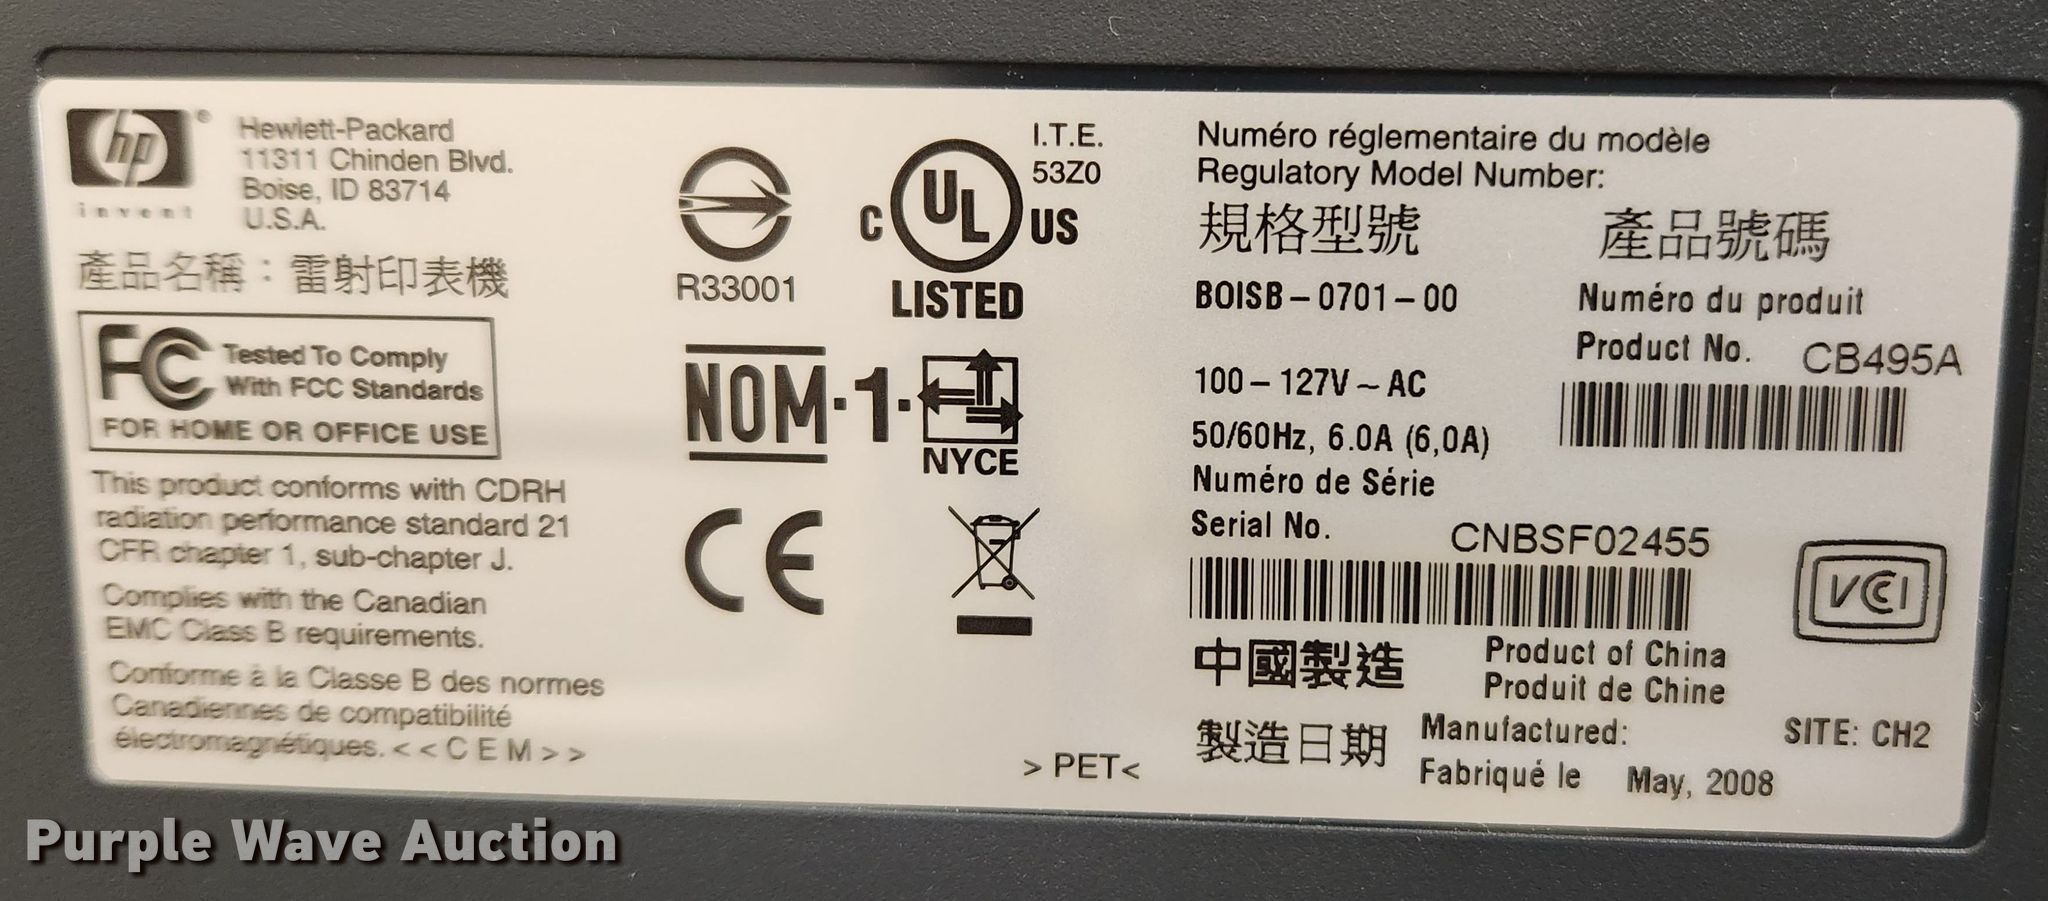 hp ®
invent
Hewlett-Packard
11311 Chinden Blvd.
Boise, ID 83714
U.S.A.
產品名稱：雷射印表機
FC Tested To Comply
With FCC Standards
FOR HOME OR OFFICE USE
This product conforms with CDRH
radiation performance standard 21
CFR chapter 1, sub-chapter J.
Complies with the Canadian
EMC Class B requirements.
Conforme à la Classe B des normes
Canadiennes de compatibilité
électromagnétiques. < < C E M > >
R33001
I.T.E.
53Z0
C UL US
LISTED
NOM-1-
NYCE
CE
> PET<
Numéro réglementaire du modèle
Regulatory Model Number:
規格型號
BOISB-0701-00
產品號碼
Numéro du produit
Product No. CB495A
100-127V~AC
50/60Hz, 6.0A (6,0A)
Numéro de Série
Serial No. CNBSF02455
VCCI
中國製造
Product of China
Produit de Chine
製造日期
Manufactured:
Fabriqué le May, 2008
SITE: CH2
Purple Wave Auction